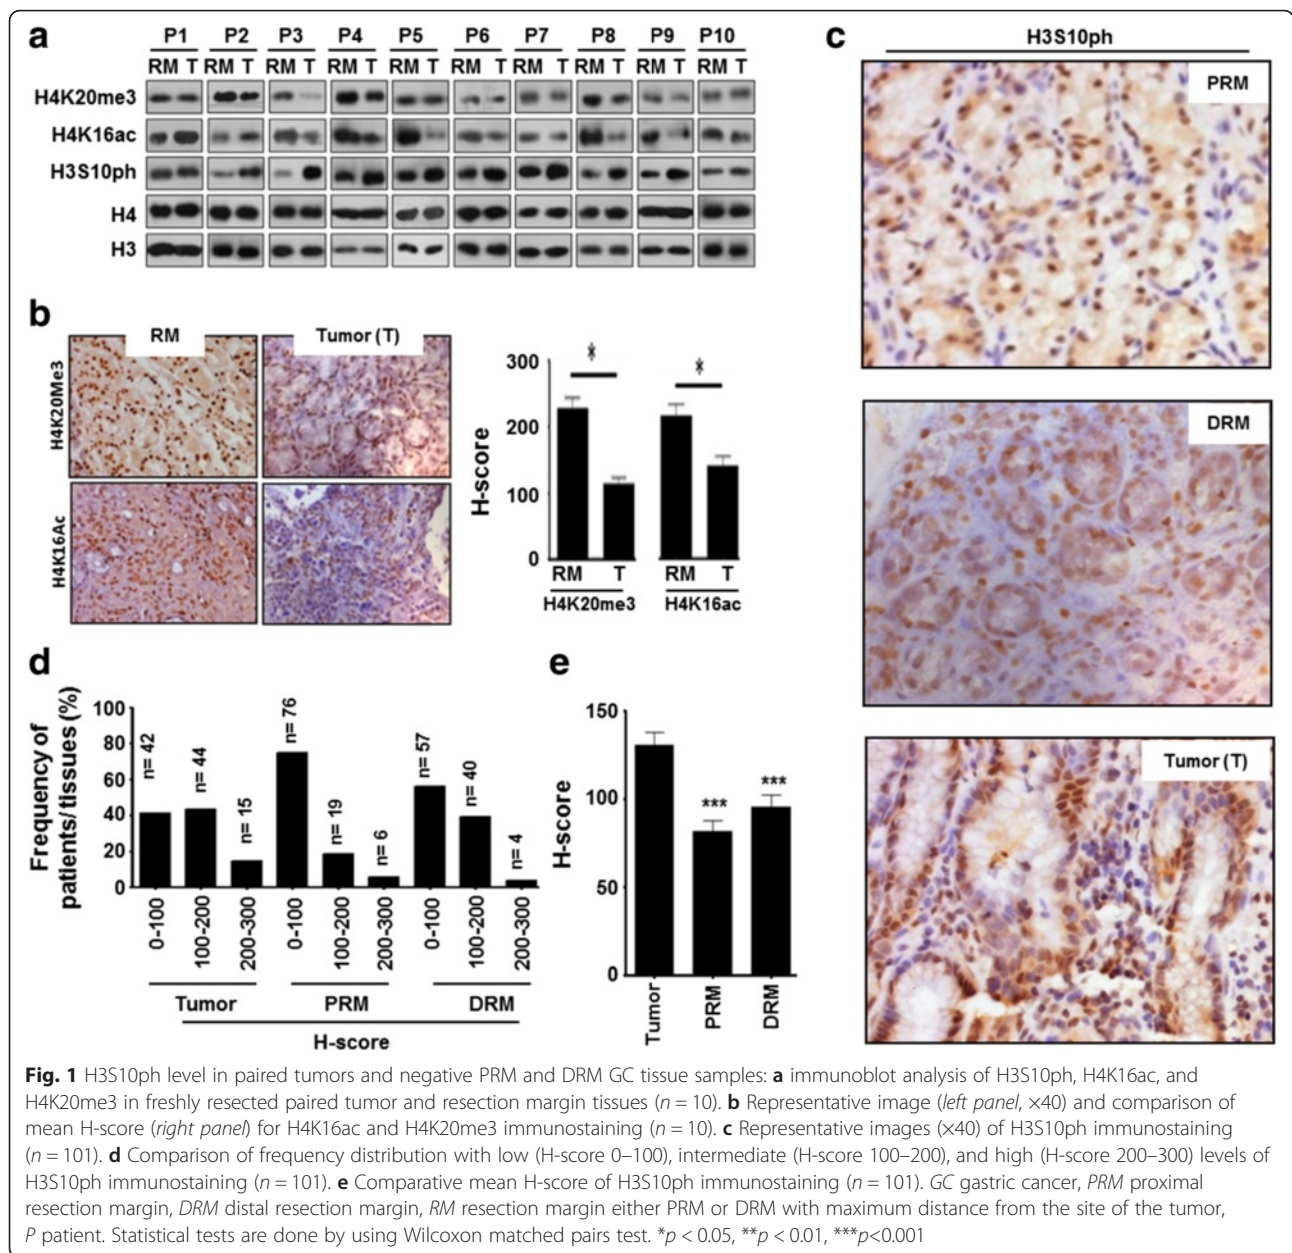 a
P1 P2 P3 P4 P5 P6 P7 P8 P9 P10
RM T RM T RM T RM T RM T RM T RM T RM T RM T RM T
H4K20me3
H4K16ac
H3S10ph
H4
H3
b
RM
Tumor (T)
H4K20Me3
H4K16Ac
H-score
300
200
100
0
*
*
RM T RM T
H4K20me3 H4K16ac
c
H3S10ph
PRM
DRM
Tumor (T)
d
Frequency of
patients/tissues (%)
100
80
60
40
20
0
n= 42
n= 44
n= 15
n= 76
n= 19
n= 6
n= 57
n= 40
n= 4
0-100
100-200
200-300
0-100
100-200
200-300
0-100
100-200
200-300
Tumor PRM DRM
H-score
e
H-score
150
100
50
0
***
***
Tumor
PRM
DRM
Fig. 1 H3S10ph level in paired tumors and negative PRM and DRM GC tissue samples: a immunoblot analysis of H3S10ph, H4K16ac, and
H4K20me3 in freshly resected paired tumor and resection margin tissues (n = 10). b Representative image (left panel, ×40) and comparison of
mean H-score (right panel) for H4K16ac and H4K20me3 immunostaining (n = 10). c Representative images (×40) of H3S10ph immunostaining
(n = 101). d Comparison of frequency distribution with low (H-score 0–100), intermediate (H-score 100–200), and high (H-score 200–300) levels of
H3S10ph immunostaining (n = 101). e Comparative mean H-score of H3S10ph immunostaining (n = 101). GC gastric cancer, PRM proximal
resection margin, DRM distal resection margin, RM resection margin either PRM or DRM with maximum distance from the site of the tumor,
P patient. Statistical tests are done by using Wilcoxon matched pairs test. *p < 0.05, **p < 0.01, ***p<0.001